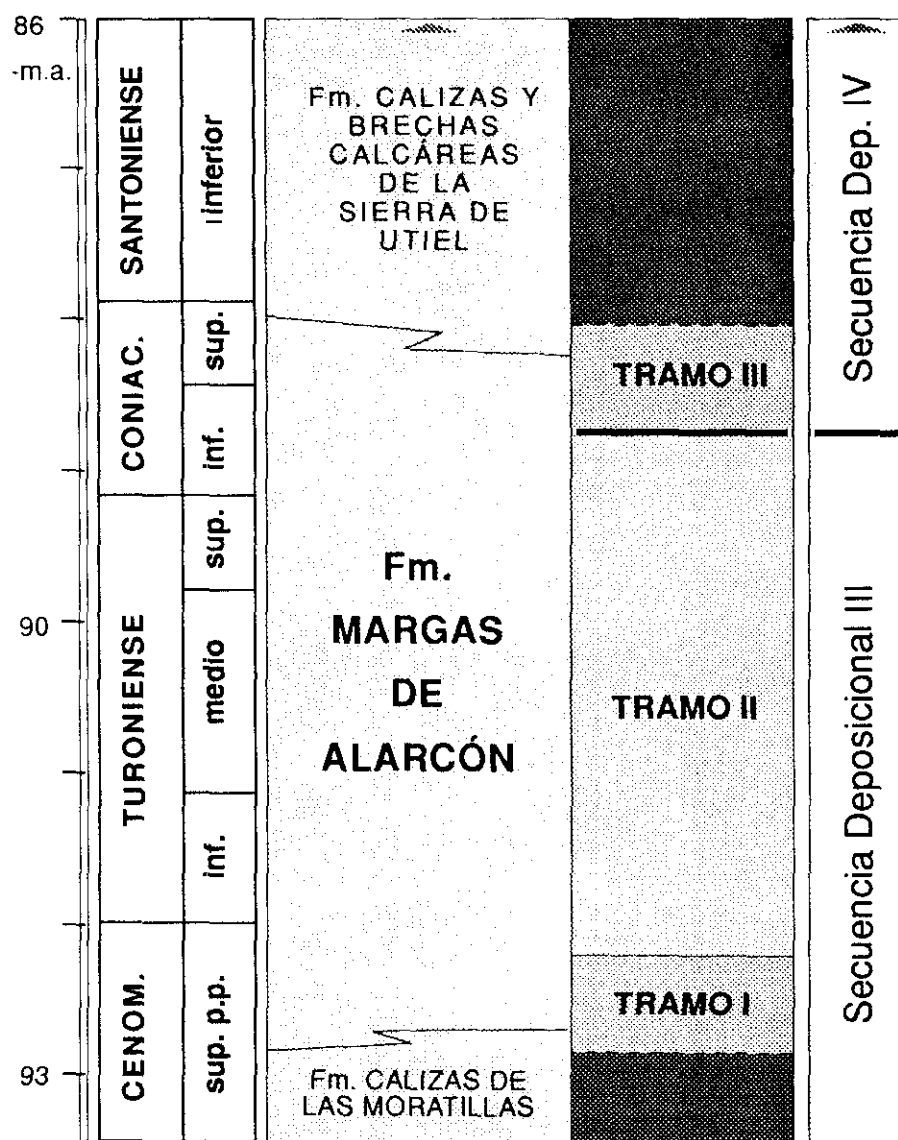 86
-m.a.
90
93
SANTONIENSE
inferior
CONIAC.
sup.
inf.
TURONIENSE
sup.
medio
inf.
CENOM.
sup. p.p.
Fm. CALIZAS Y
BRECHAS
CALCÁREAS
DE LA
SIERRA DE
UTIEL
Fm.
MARGAS
DE
ALARCÓN
Fm. CALIZAS DE
LAS MORATILLAS
TRAMO III
TRAMO II
TRAMO I
Secuencia Dep. IV
Secuencia Deposicional III